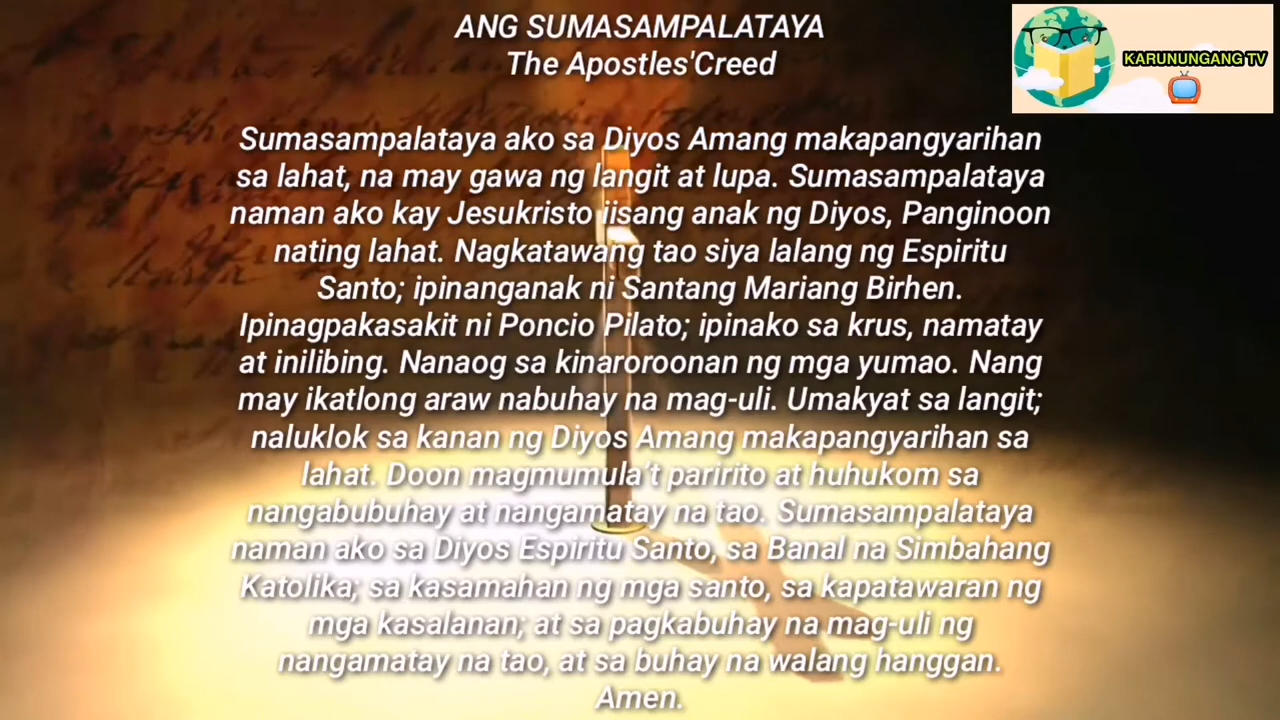 ANG SUMASAMPALATAYA
The Apostles'Creed
KARUNUNGANG TV
Sumasampalataya ako sa Diyos Amang makapangyarihan
sa lahat, na may gawa ng langit at lupa. Sumasampalataya
naman ako kay Jesukristo iisang anak ng Diyos, Panginoon
nating lahat. Nagkatawang tao siya lalang ng Espiritu
Santo; ipinanganak ni Santang Mariang Birhen.
Ipinagpakasakit ni Poncio Pilato; ipinako sa krus, namatay
at inilibing. Nanaog sa kinaroroonan ng mga yumao. Nang
may ikatlong araw nabuhay na mag-uli. Umakyat sa langit;
naluklok sa kanan ng Diyos Amang makapangyarihan sa
lahat. Doon magmumula't paririto at huhukom sa
nangabubuhay at nangamatay na tao. Sumasampalataya
naman ako sa Diyos Espiritu Santo, sa Banal na Simbahang
Katolika; sa kasamahan ng mga santo, sa kapatawaran ng
mga kasalanan; at sa pagkabuhay na mag-uli ng
nangamatay na tao, at sa buhay na walang hanggan.
Amen.